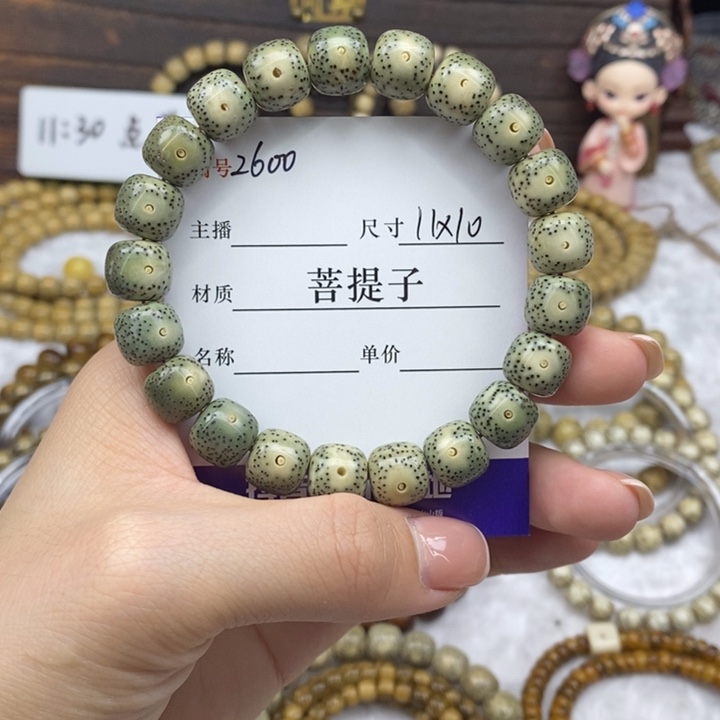 11:30 点
号2600
主播 尺寸 11X10
材质 菩提子
名称 单价